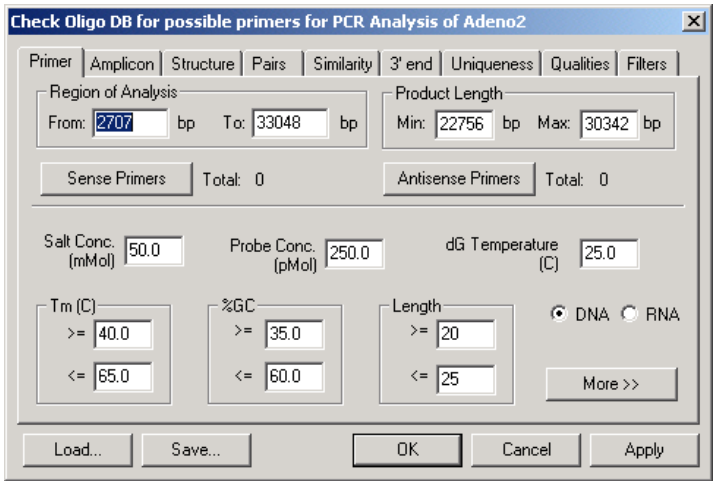 Check Oligo DB for possible primers for PCR Analysis of Adeno2
Primer Amplicon Structure Pairs Similarity 3' end Uniqueness Qualities Filters
Region of Analysis Product Length
From: 2707 bp To: 33048 bp Min: 22756 bp Max: 30342 bp
Sense Primers Total: 0 Antisense Primers Total: 0
Salt Conc. (mMol) 50.0 Probe Conc. (pMol) 250.0 dG Temperature (C) 25.0
Tm (C) %GC Length
>= 40.0 >= 35.0 >= 20 DNA RNA
<= 65.0 <= 60.0 <= 25 More >>
Load... Save... OK Cancel Apply